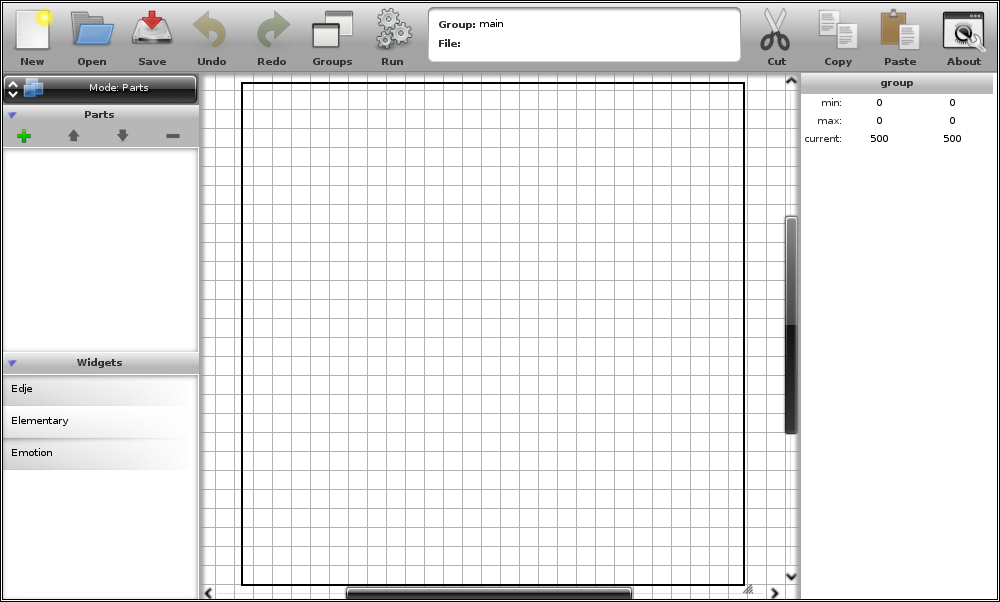 Group: main
File:
New Open Save Undo Redo Groups Run Cut Copy Paste About
Mode: Parts
Parts
Widgets
Edje
Elementary
Emotion
group
min: 0 0
max: 0 0
current: 500 500